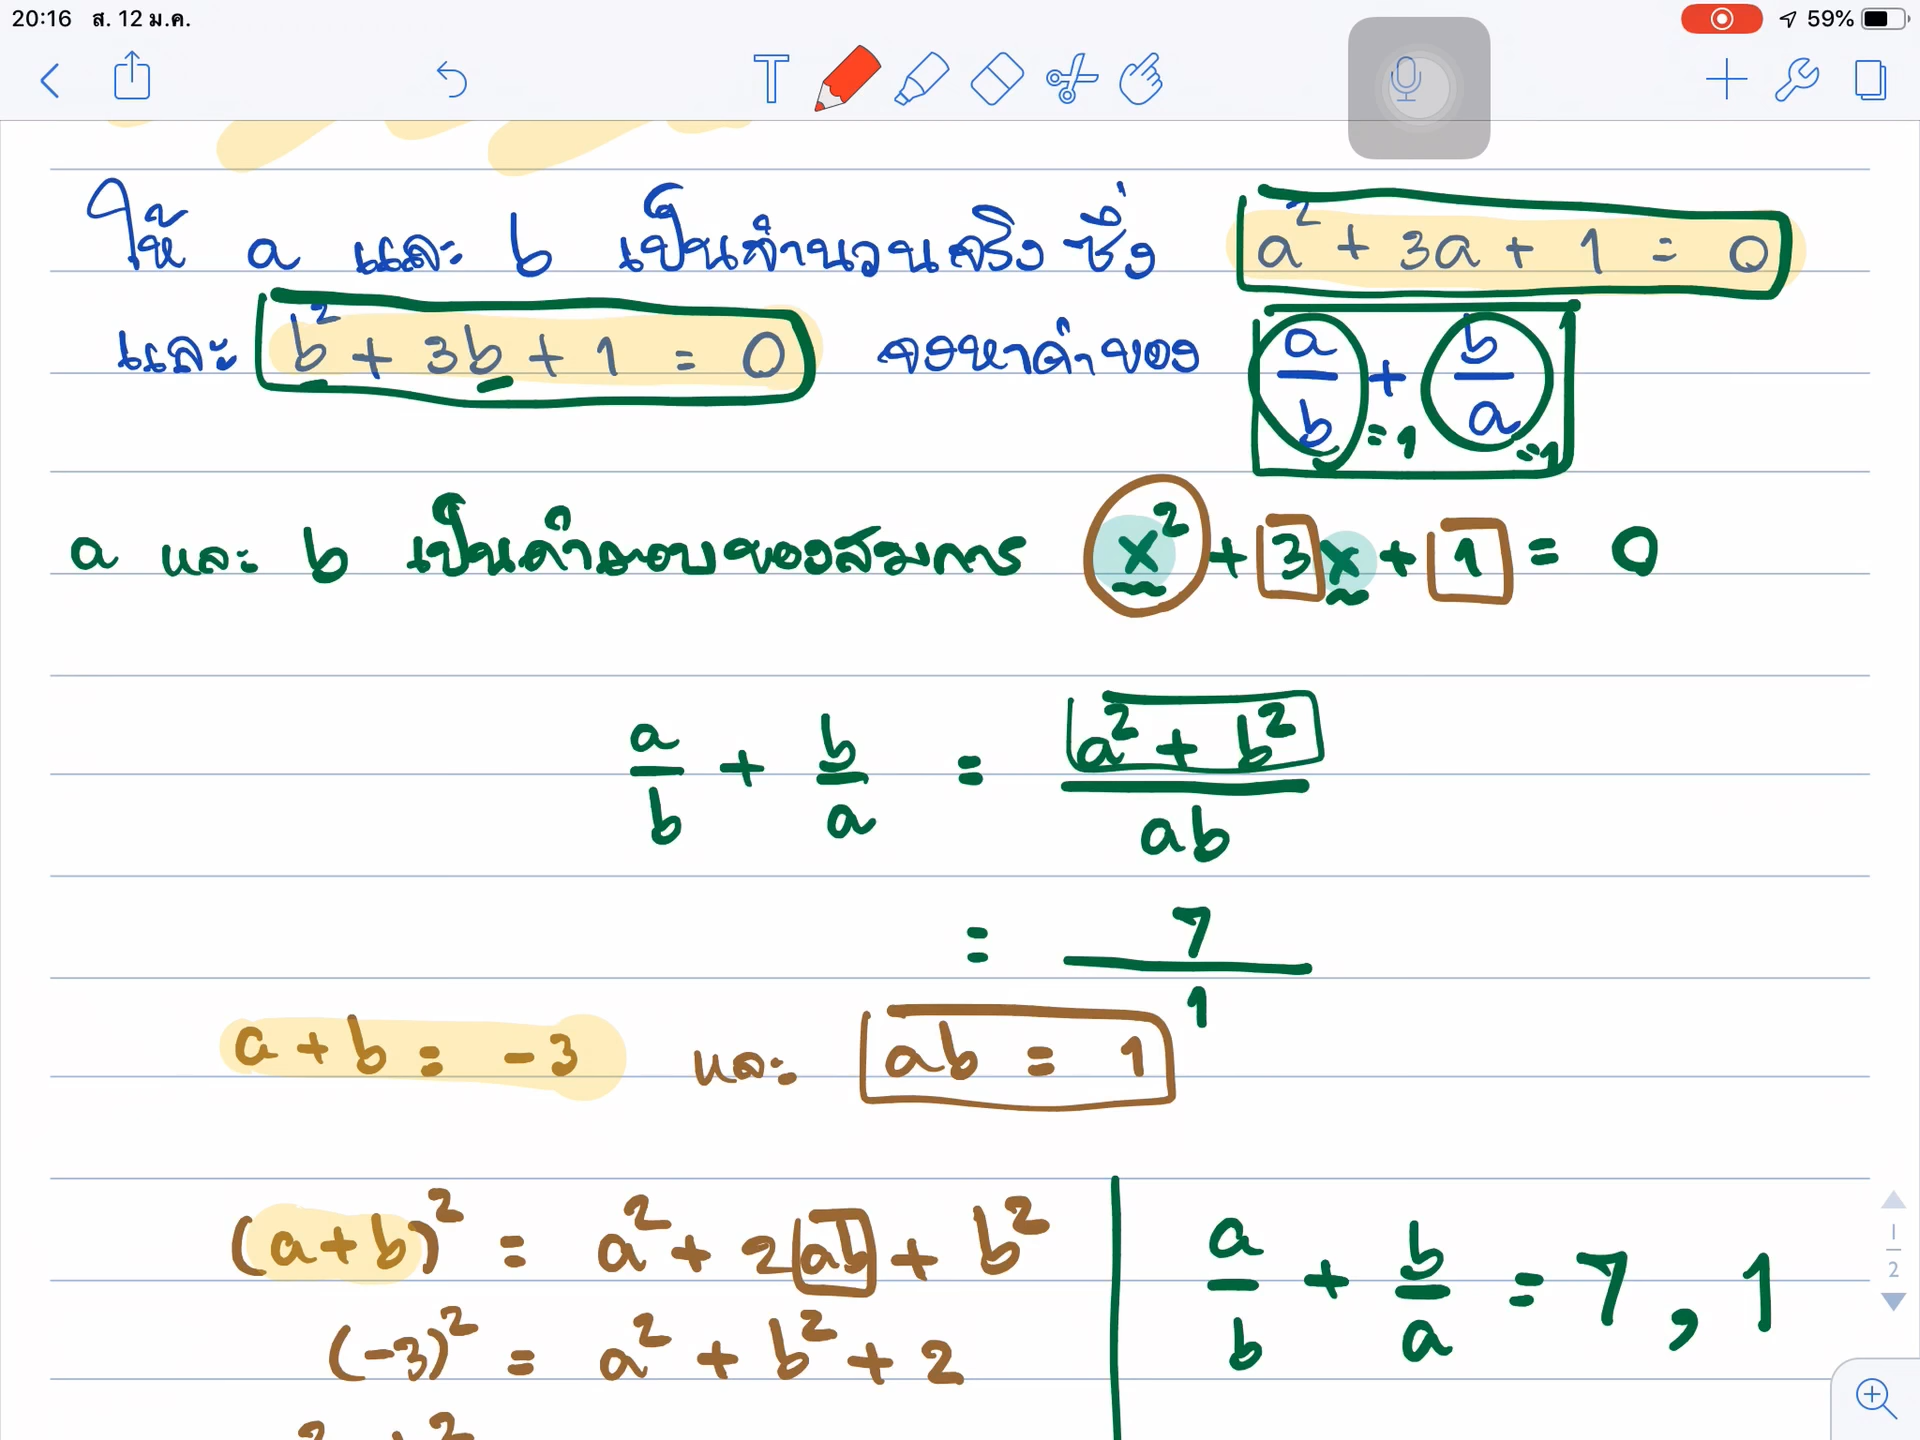 20:16 ส. 12 ม.ค. 59%
T
ให้ a และ b เป็นจำนวนจริง ซึ่ง a² + 3a + 1 = 0
และ b² + 3b + 1 = 0 จงหาค่าของ a/b = 1 + b/a = 1
a และ b เป็นคำตอบของสมการ x² + 3x + 1 = 0
a/b + b/a = (a² + b²)/ab
= 7/1
a + b = -3 และ ab = 1
(a+b)² = a² + 2ab + b²
a/b + b/a = 7, 1
(-3)² = a² + b² + 2
1/2